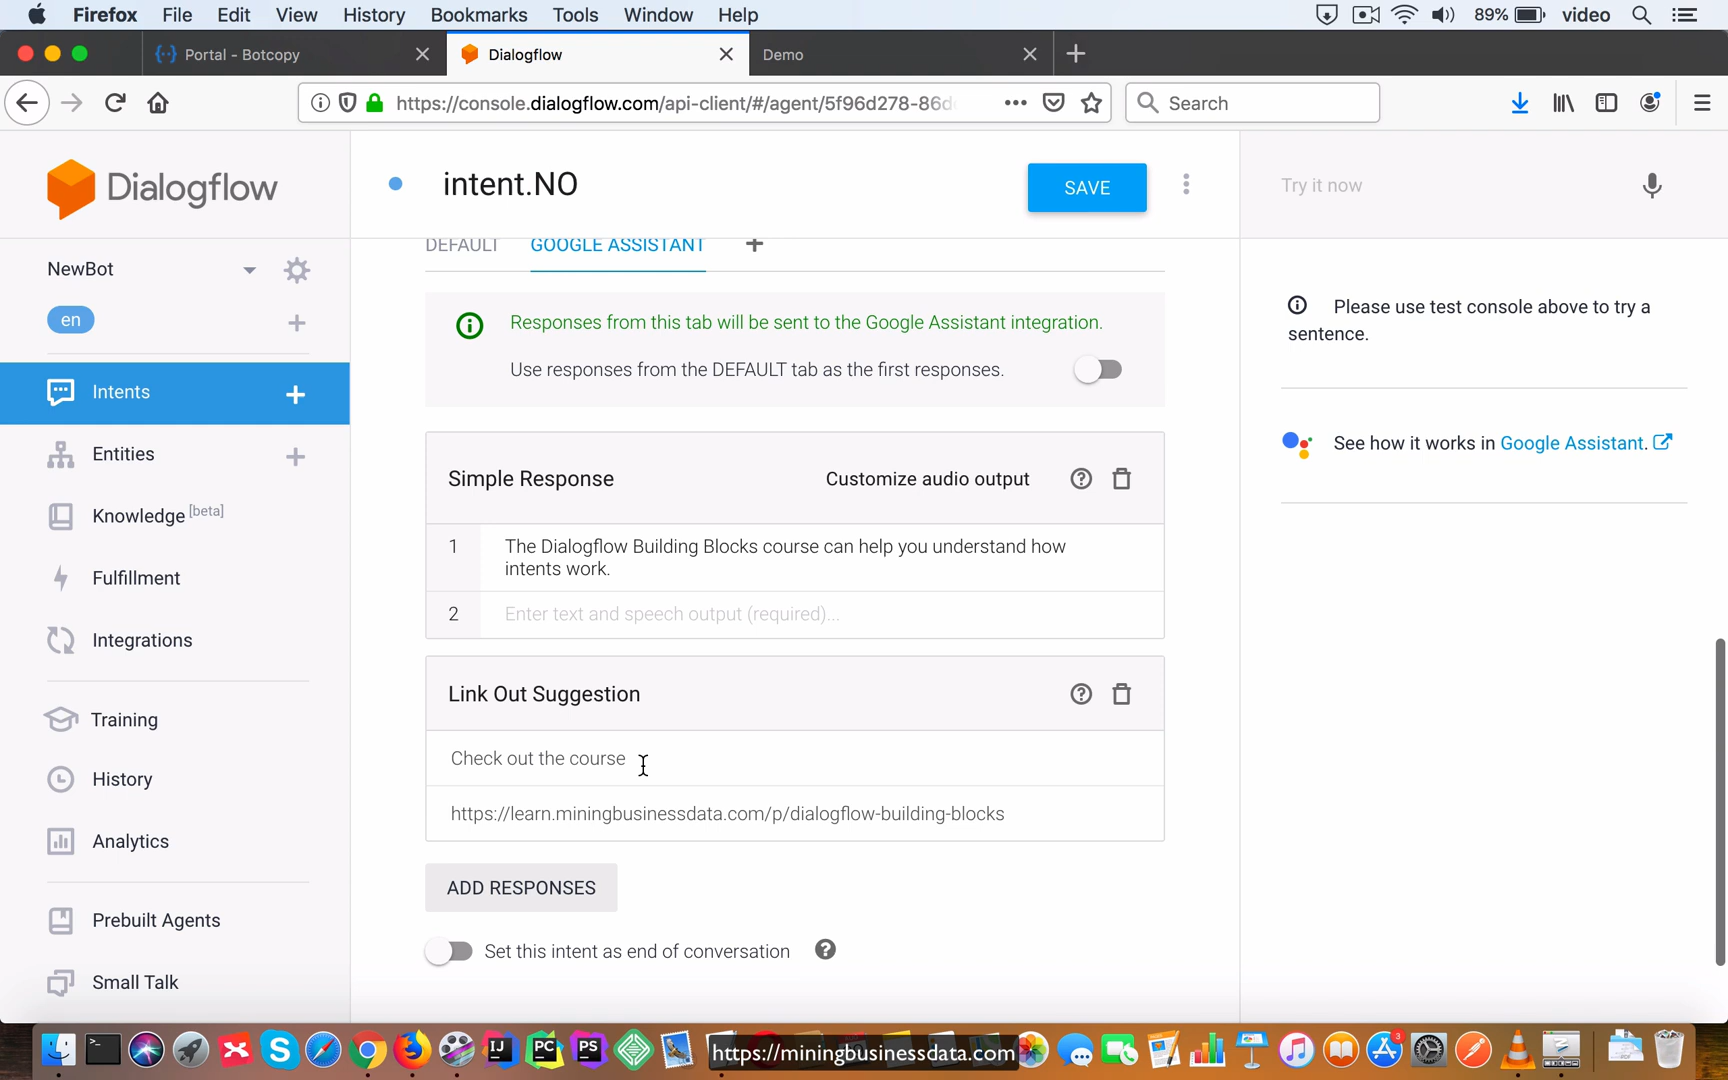 Firefox File Edit View History Bookmarks Tools Window Help 89% video
Portal - Botcopy Dialogflow Demo
https://console.dialogflow.com/api-client/#/agent/5f96d278-86d Search
Dialogflow intent.NO SAVE Try it now
DEFAULT GOOGLE ASSISTANT +
NewBot
en
Responses from this tab will be sent to the Google Assistant integration.
Use responses from the DEFAULT tab as the first responses.
Please use test console above to try a
sentence.
See how it works in Google Assistant.
Intents
Entities
Knowledge [beta]
Fulfillment
Integrations
Training
History
Analytics
Prebuilt Agents
Small Talk
Simple Response Customize audio output
1 The Dialogflow Building Blocks course can help you understand how
intents work.
2 Enter text and speech output (required)...
Link Out Suggestion
Check out the course
https://learn.miningbusinessdata.com/p/dialogflow-building-blocks
ADD RESPONSES
Set this intent as end of conversation
IJ PC PS 3
https://miningbusinessdata.com